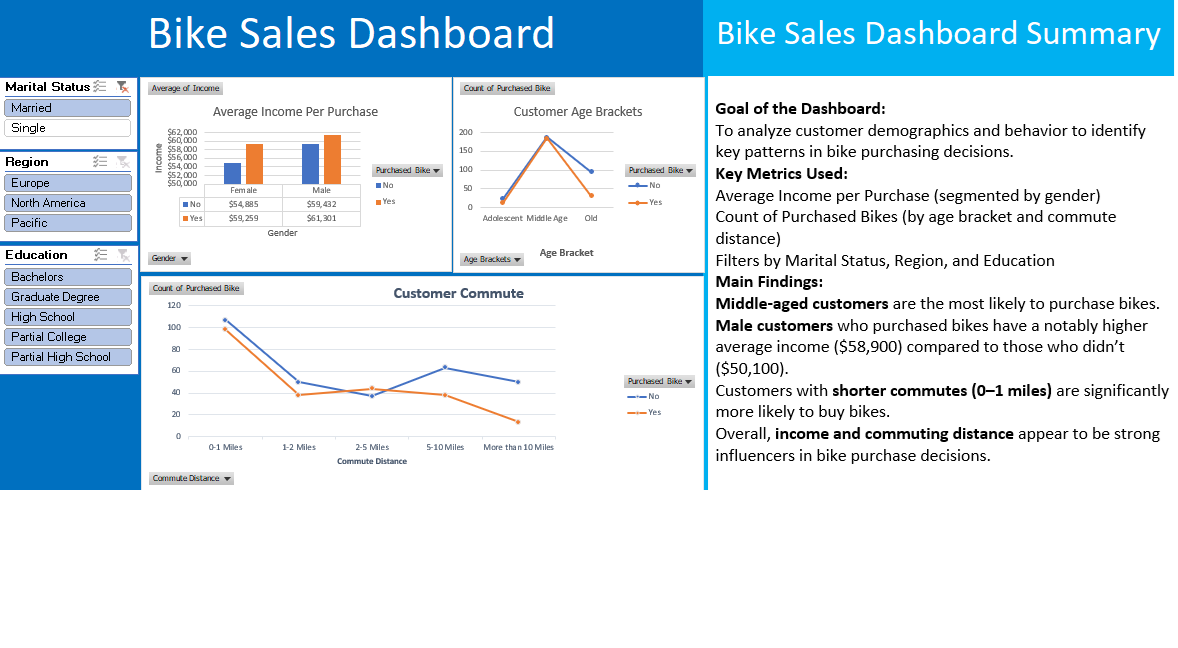 Bike Sales Dashboard
Bike Sales Dashboard Summary
Marital Status
Married
Single
Region
Europe
North America
Pacific
Education
Bachelors
Graduate Degree
High School
Partial College
Partial High School
Average of Income
Average Income Per Purchase
Income
$62,000
$60,000
$58,000
$56,000
$54,000
$52,000
$50,000
Female Male
No $54,885 $59,432
Yes $59,259 $61,301
Gender
Purchased Bike
No
Yes
Gender
Count of Purchased Bike
Customer Age Brackets
200
150
100
50
0
Adolescent Middle Age Old
Age Bracket
Purchased Bike
No
Yes
Age Brackets
Count of Purchased Bike
Customer Commute
120
100
80
60
40
20
0
0-1 Miles 1-2 Miles 2-5 Miles 5-10 Miles More than 10 Miles
Commute Distance
Purchased Bike
No
Yes
Commute Distance
Goal of the Dashboard:
To analyze customer demographics and behavior to identify
key patterns in bike purchasing decisions.
Key Metrics Used:
Average Income per Purchase (segmented by gender)
Count of Purchased Bikes (by age bracket and commute
distance)
Filters by Marital Status, Region, and Education
Main Findings:
Middle-aged customers are the most likely to purchase bikes.
Male customers who purchased bikes have a notably higher
average income ($58,900) compared to those who didn't
($50,100).
Customers with shorter commutes (0–1 miles) are significantly
more likely to buy bikes.
Overall, income and commuting distance appear to be strong
influencers in bike purchase decisions.